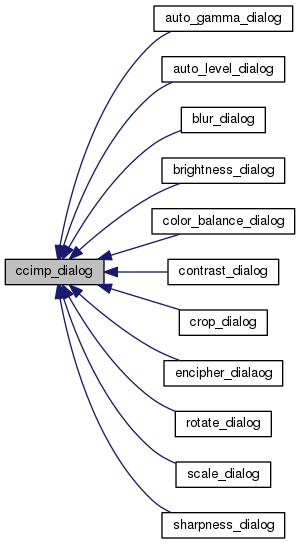 auto_gamma_dialog
auto_level_dialog
blur_dialog
brightness_dialog
color_balance_dialog
ccimp_dialog
contrast_dialog
crop_dialog
encipher_dialaog
rotate_dialog
scale_dialog
sharpness_dialog